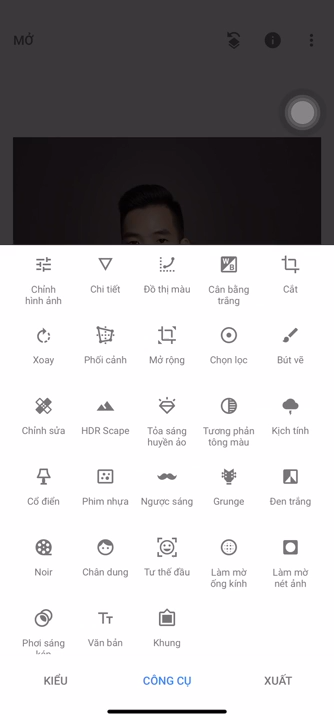 MỞ
Chỉnh
hình ảnh
Chi tiết
Đồ thị màu
Cân bằng
trắng
Cắt
Xoay
Phối cảnh
Mở rộng
Chọn lọc
Bút vẽ
Chỉnh sửa
HDR Scape
Tỏa sáng
huyền ảo
Tương phản
tông màu
Kịch tính
Cổ điển
Phim nhựa
Ngược sáng
Grunge
Đen trắng
Noir
Chân dung
Tư thế đầu
Làm mờ
ống kính
Làm mờ
nét ảnh
Phơi sáng
kép
Văn bản
Khung
KIỂU
CÔNG CỤ
XUẤT